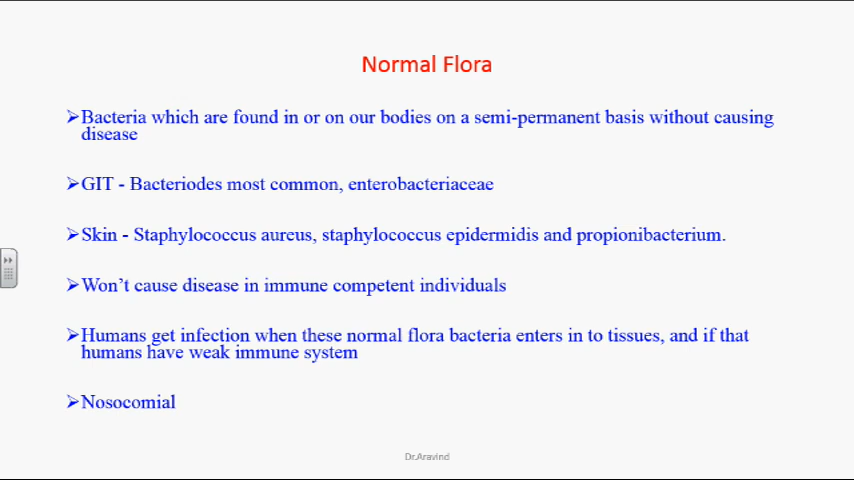 Normal Flora
➢Bacteria which are found in or on our bodies on a semi-permanent basis without causing
disease
➢GIT - Bacteriodes most common, enterobacteriaceae
➢Skin - Staphylococcus aureus, staphylococcus epidermidis and propionibacterium.
➢Won't cause disease in immune competent individuals
➢Humans get infection when these normal flora bacteria enters in to tissues, and if that
humans have weak immune system
➢Nosocomial
Dr.Aravind